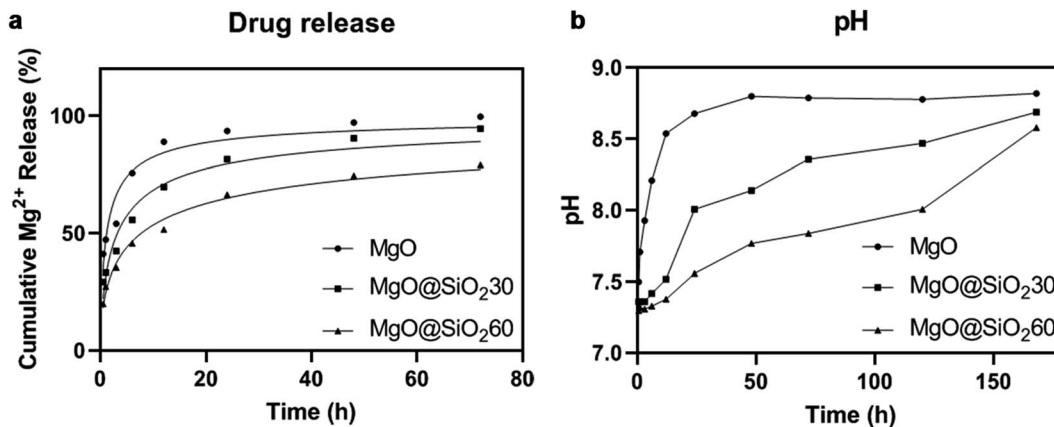 a
Drug release
Cumulative Mg²⁺ Release (%)
100
50
0
0
20
40
60
80
Time (h)
MgO
MgO@SiO₂30
MgO@SiO₂60
b
pH
pH
9.0
8.5
8.0
7.5
7.0
0
50
100
150
Time (h)
MgO
MgO@SiO₂30
MgO@SiO₂60